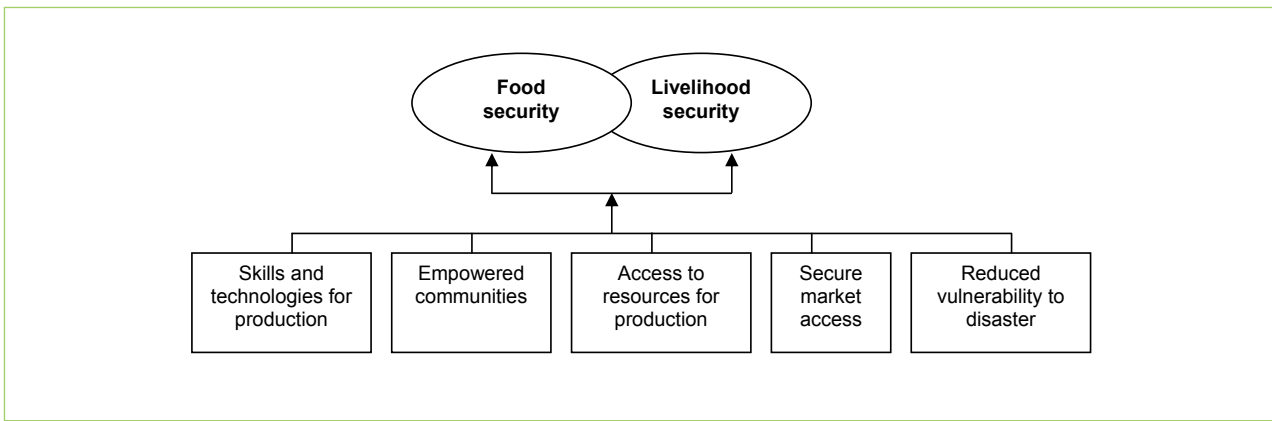 Food
security
Livelihood
security
Skills and
technologies for
production
Empowered
communities
Access to
resources for
production
Secure
market
access
Reduced
vulnerability to
disaster